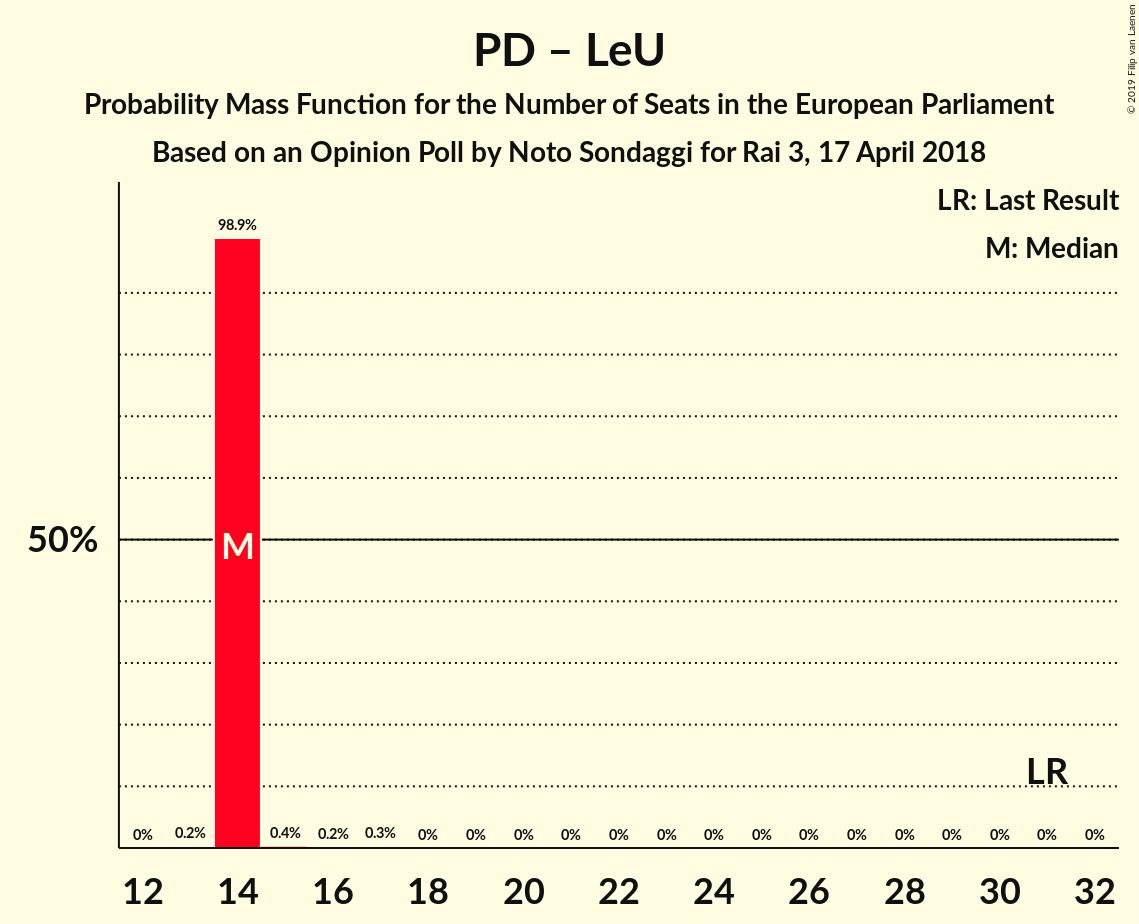 PD – LeU
Probability Mass Function for the Number of Seats in the European Parliament
Based on an Opinion Poll by Noto Sondaggi for Rai 3, 17 April 2018
© 2019 Filip van Laenen
LR: Last Result
M: Median
98.9%
50%
M
LR
0% 0.2% 0.4% 0.2% 0.3% 0% 0% 0% 0% 0% 0% 0% 0% 0% 0% 0% 0% 0% 0% 0%
12 14 16 18 20 22 24 26 28 30 32